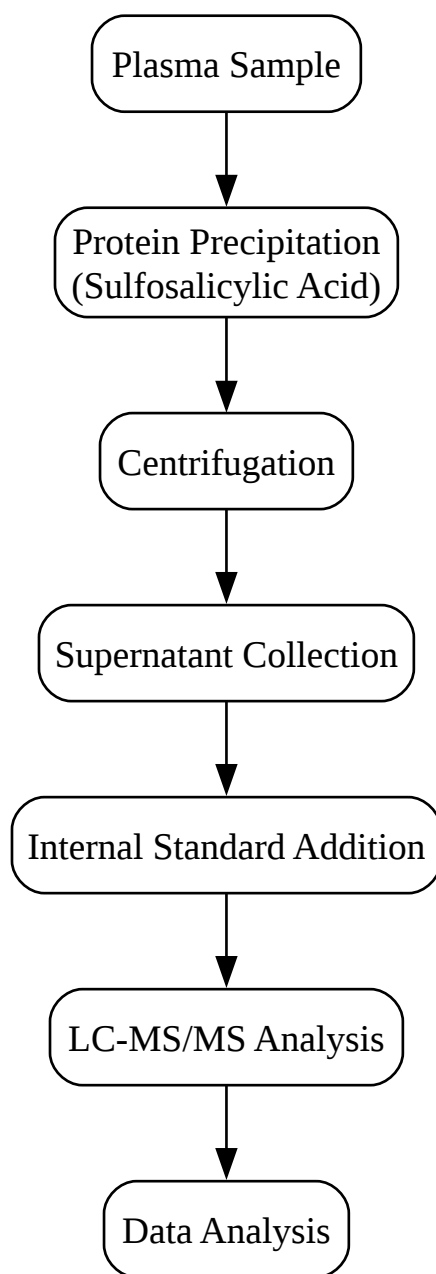 Plasma Sample
Protein Precipitation
(Sulfosalicylic Acid)
Centrifugation
Supernatant Collection
Internal Standard Addition
LC-MS/MS Analysis
Data Analysis